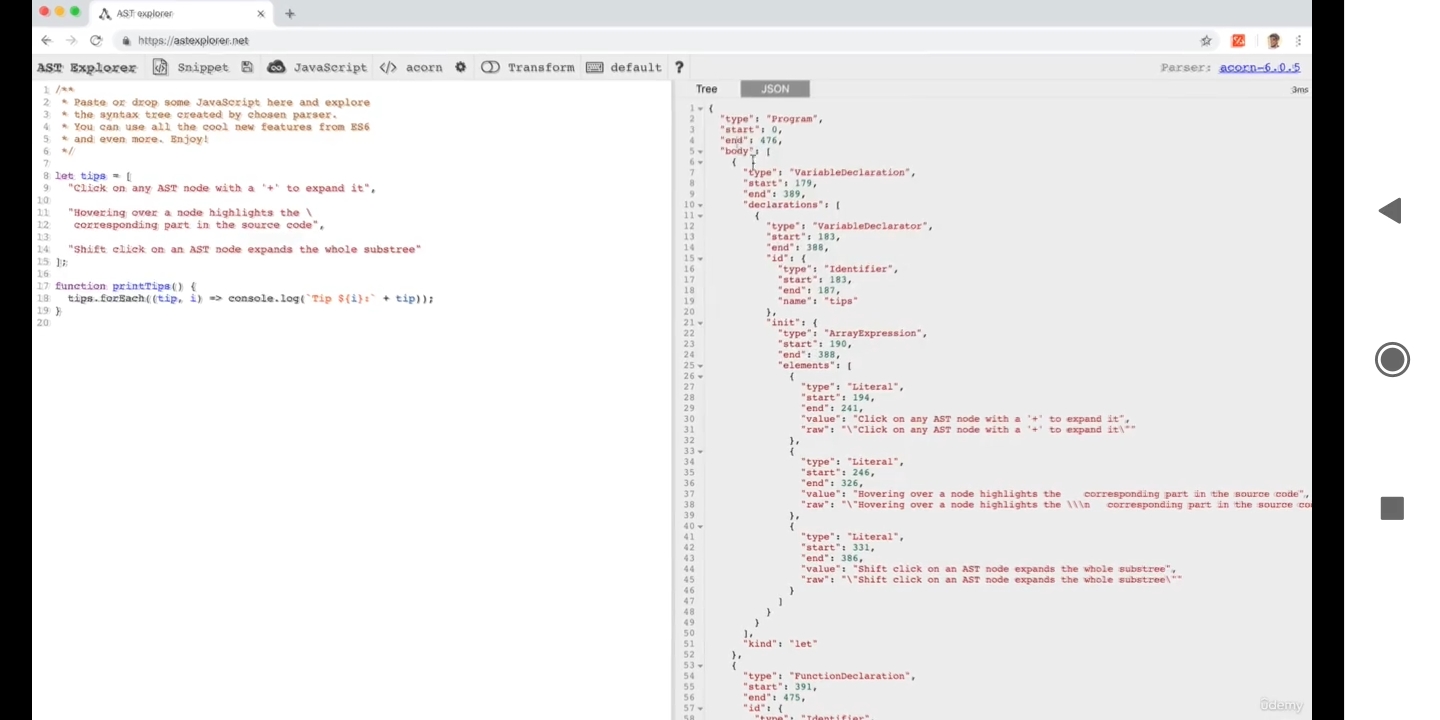 AST explorer
https://astexplorer.net
AST Explorer Snippet JavaScript </> acorn Transform default ?
Parser: acorn-6.0.5
1 /**
2 * Paste or drop some JavaScript here and explore
3 * the syntax tree created by chosen parser.
4 * You can use all the cool new features from ES6
5 * and even more. Enjoy!
6 */
7
8 let tips = [
9 "Click on any AST node with a '+' to expand it",
10
11 "Hovering over a node highlights the \
12 corresponding part in the source code",
13
14 "Shift click on an AST node expands the whole substree"
15 ];
16
17 function printTips() {
18 tips.forEach((tip, i) => console.log(`Tip ${i}:` + tip));
19 }
20
Tree JSON 3ms
1 {
2 "type": "Program",
3 "start": 0,
4 "end": 476,
5 "body": [
6 {
7 "type": "VariableDeclaration",
8 "start": 179,
9 "end": 389,
10 "declarations": [
11 {
12 "type": "VariableDeclarator",
13 "start": 183,
14 "end": 388,
15 "id": {
16 "type": "Identifier",
17 "start": 183,
18 "end": 187,
19 "name": "tips"
20 },
21 "init": {
22 "type": "ArrayExpression",
23 "start": 190,
24 "end": 388,
25 "elements": [
26 {
27 "type": "Literal",
28 "start": 194,
29 "end": 241,
30 "value": "Click on any AST node with a '+' to expand it",
31 "raw": "\"Click on any AST node with a '+' to expand it\""
32 },
33 {
34 "type": "Literal",
35 "start": 246,
36 "end": 326,
37 "value": "Hovering over a node highlights the corresponding part in the source code",
38 "raw": "\"Hovering over a node highlights the \\\n corresponding part in the source co
39 },
40 {
41 "type": "Literal",
42 "start": 331,
43 "end": 386,
44 "value": "Shift click on an AST node expands the whole substree",
45 "raw": "\"Shift click on an AST node expands the whole substree\""
46 }
47 ]
48 }
49 }
50 ],
51 "kind": "let"
52 },
53 {
54 "type": "FunctionDeclaration",
55 "start": 391,
56 "end": 475,
57 "id": {
58 "type": "Identifier",
ûdemy